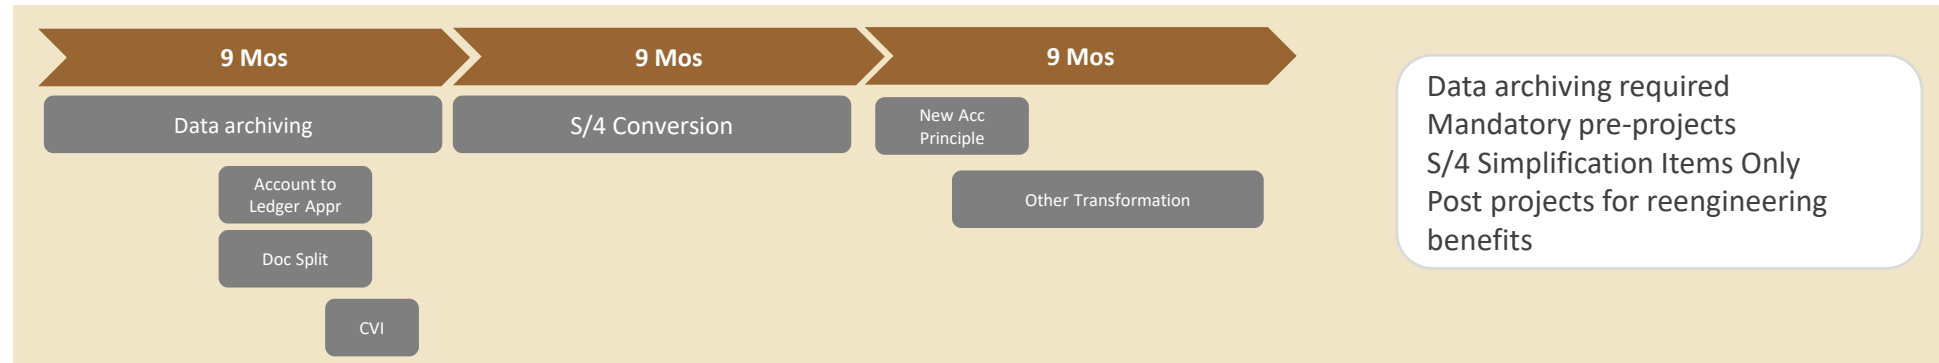 9 Mos
9 Mos
9 Mos
Data archiving
S/4 Conversion
New Acc
Principle
Account to
Ledger Appr
Other Transformation
Doc Split
CVI
Data archiving required
Mandatory pre-projects
S/4 Simplification Items Only
Post projects for reengineering
benefits